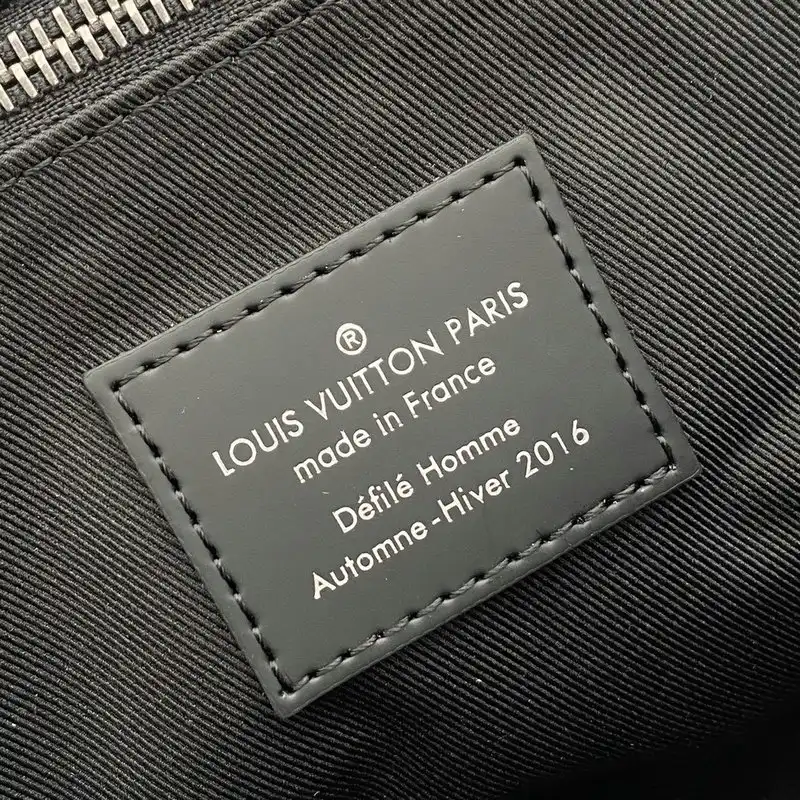 ®
LOUIS VUITTON PARIS
made in France
Défilé Homme
Automne-Hiver 2016